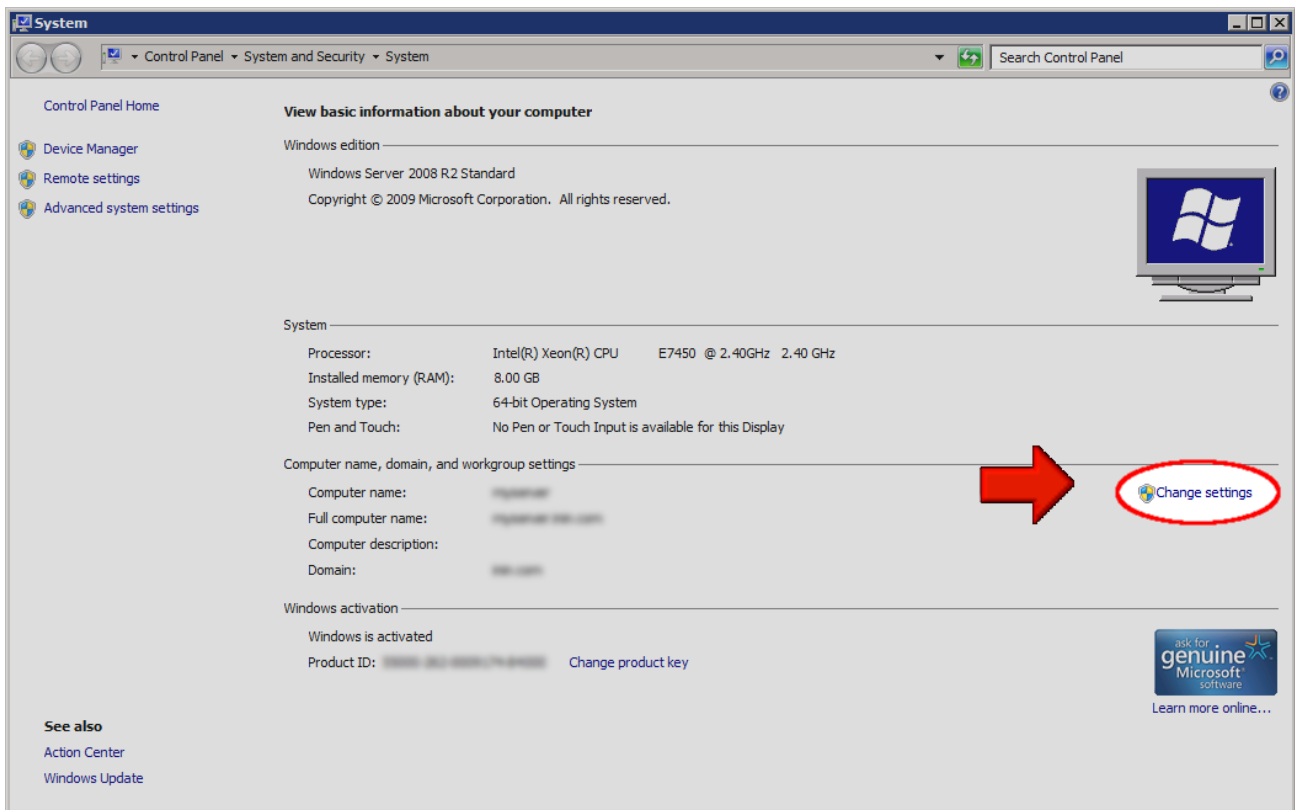 System
Control Panel System and Security System
Search Control Panel
Control Panel Home
Device Manager
Remote settings
Advanced system settings
View basic information about your computer
Windows edition
Windows Server 2008 R2 Standard
Copyright © 2009 Microsoft Corporation. All rights reserved.
System
Processor: Intel(R) Xeon(R) CPU E7450 @ 2.40GHz 2.40 GHz
Installed memory (RAM): 8.00 GB
System type: 64-bit Operating System
Pen and Touch: No Pen or Touch Input is available for this Display
Computer name, domain, and workgroup settings
Computer name:
Change settings
Full computer name:
Computer description:
Domain:
Windows activation
Windows is activated
Product ID: Change product key
ask for
genuine
Microsoft
software
Learn more online...
See also
Action Center
Windows Update